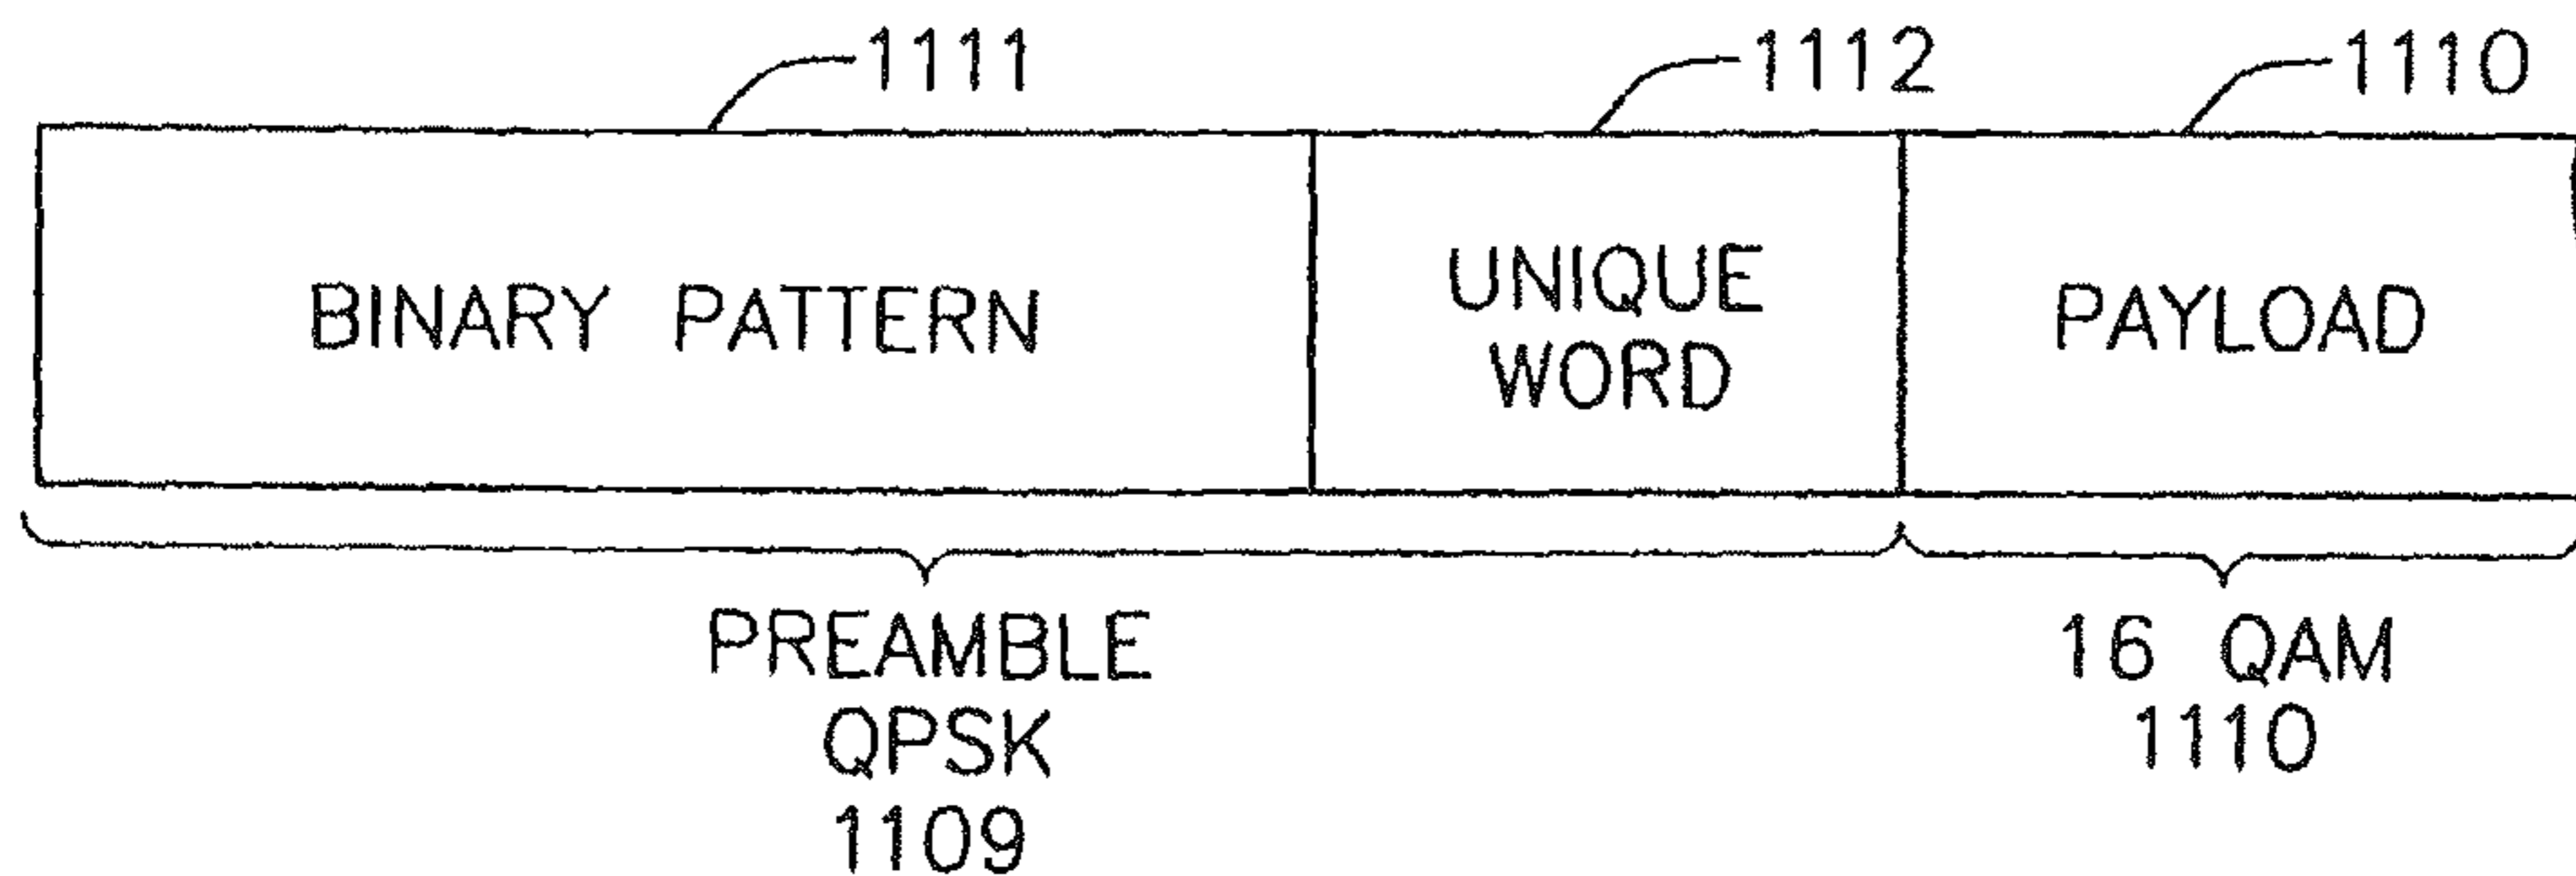 1111 1112 1110
BINARY PATTERN
UNIQUE
WORD
PAYLOAD
PREAMBLE
QPSK
1109
16 QAM
1110